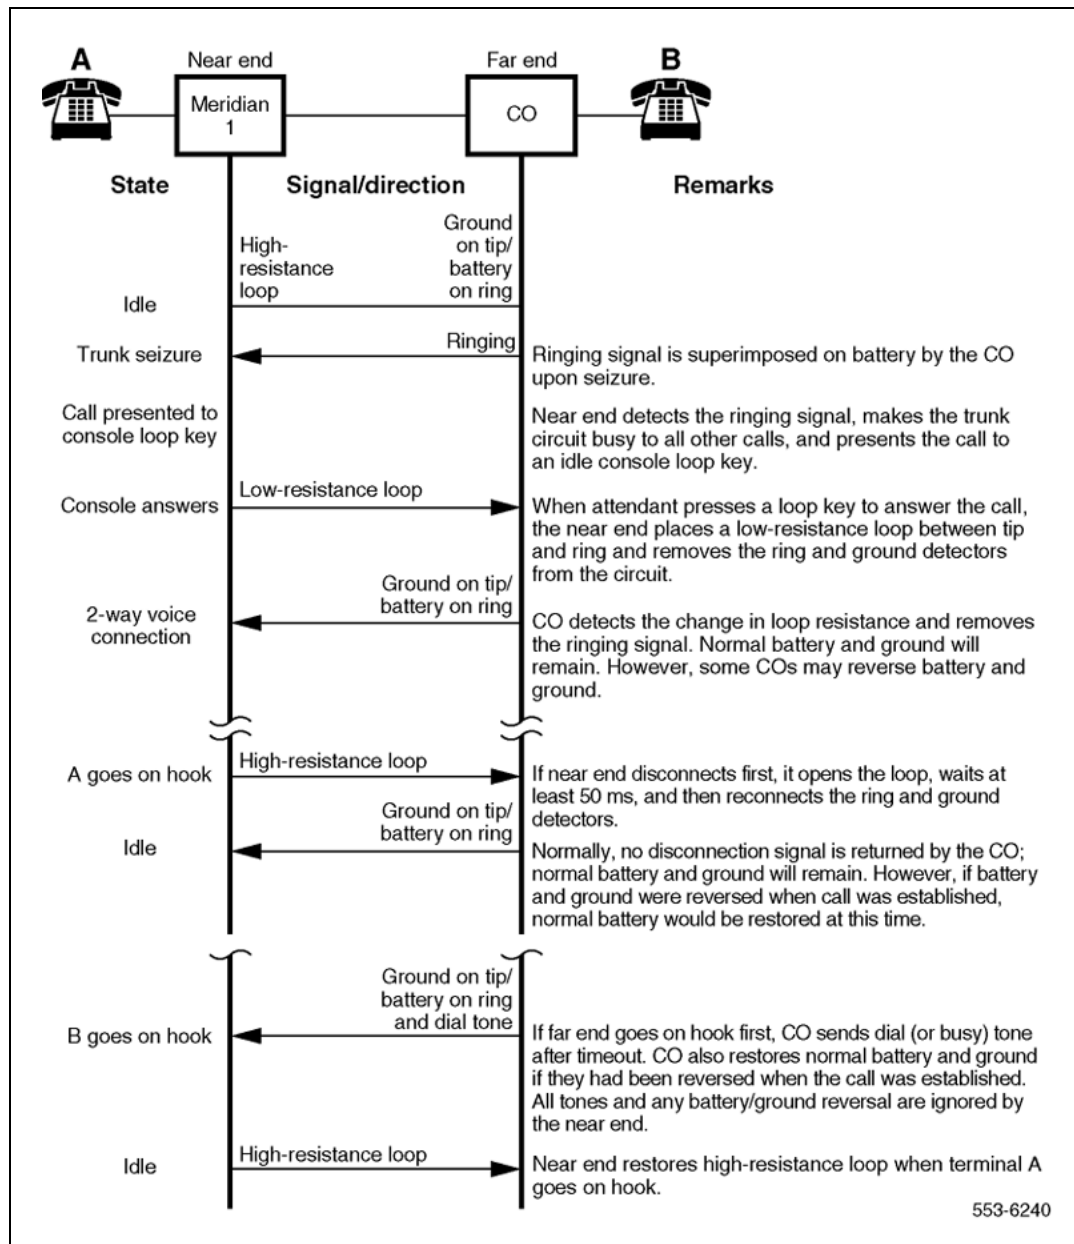 A
Near end
Far end
B
Meridian
1
CO
State
Signal/direction
Remarks
High-
resistance
loop
Ground
on tip/
battery
on ring
Idle
Trunk seizure
Ringing
Ringing signal is superimposed on battery by the CO
upon seizure.
Call presented to
console loop key
Near end detects the ringing signal, makes the trunk
circuit busy to all other calls, and presents the call to
an idle console loop key.
Console answers
Low-resistance loop
When attendant presses a loop key to answer the call,
the near end places a low-resistance loop between tip
and ring and removes the ring and ground detectors
from the circuit.
2-way voice
connection
Ground on tip/
battery on ring
CO detects the change in loop resistance and removes
the ringing signal. Normal battery and ground will
remain. However, some COs may reverse battery and
ground.
A goes on hook
High-resistance loop
If near end disconnects first, it opens the loop, waits at
least 50 ms, and then reconnects the ring and ground
detectors.
Idle
Ground on tip/
battery on ring
Normally, no disconnection signal is returned by the CO;
normal battery and ground will remain. However, if battery
and ground were reversed when call was established,
normal battery would be restored at this time.
B goes on hook
Ground on tip/
battery on ring
and dial tone
If far end goes on hook first, CO sends dial (or busy) tone
after timeout. CO also restores normal battery and ground
if they had been reversed when the call was established.
All tones and any battery/ground reversal are ignored by
the near end.
Idle
High-resistance loop
Near end restores high-resistance loop when terminal A
goes on hook.
553-6240